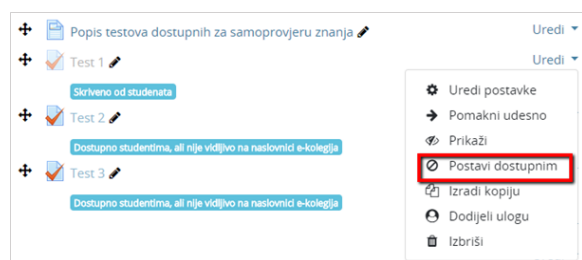 Popis testova dostupnih za samoprovjeru znanja Uredi
Test 1 Uredi
Skriveno od studenata
Uredi postavke
Pomakni udesno
Test 2
Prikaži
Dostupno studentima, ali nije vidljivo na naslovnici e-kolegija
Postavi dostupnim
Test 3
Izradi kopiju
Dostupno studentima, ali nije vidljivo na naslovnici e-kolegija
Dodijeli ulogu
Izbriši